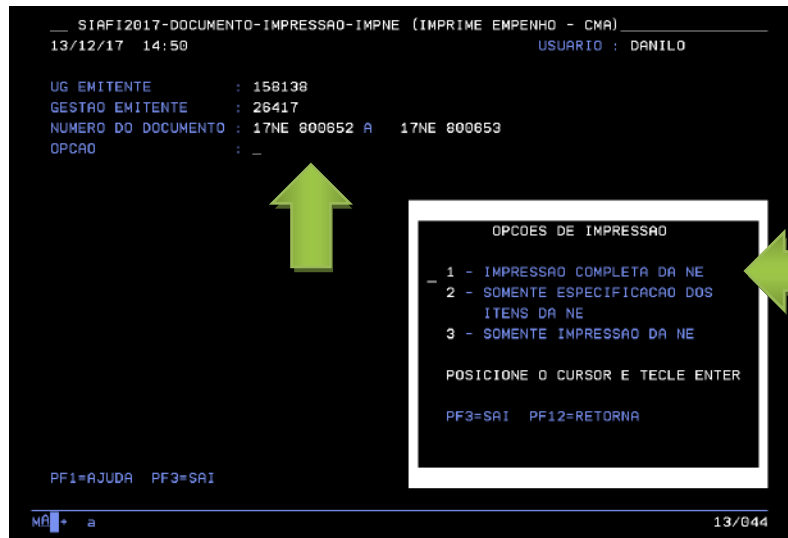 __ SIAFI2017-DOCUMENTO-IMPRESSAO-IMPNE (IMPRIME EMPENHO - CMA)
13/12/17 14:50 USUARIO : DANILO
UG EMITENTE : 158138
GESTAO EMITENTE : 26417
NUMERO DO DOCUMENTO : 17NE 800652 A 17NE 800653
OPCAO : _
OPCOES DE IMPRESSAO
_ 1 - IMPRESSAO COMPLETA DA NE
2 - SOMENTE ESPECIFICACAO DOS
ITENS DA NE
3 - SOMENTE IMPRESSAO DA NE
POSICIONE O CURSOR E TECLE ENTER
PF3=SAI PF12=RETORNA
PF1=AJUDA PF3=SAI
MA + a 13/044